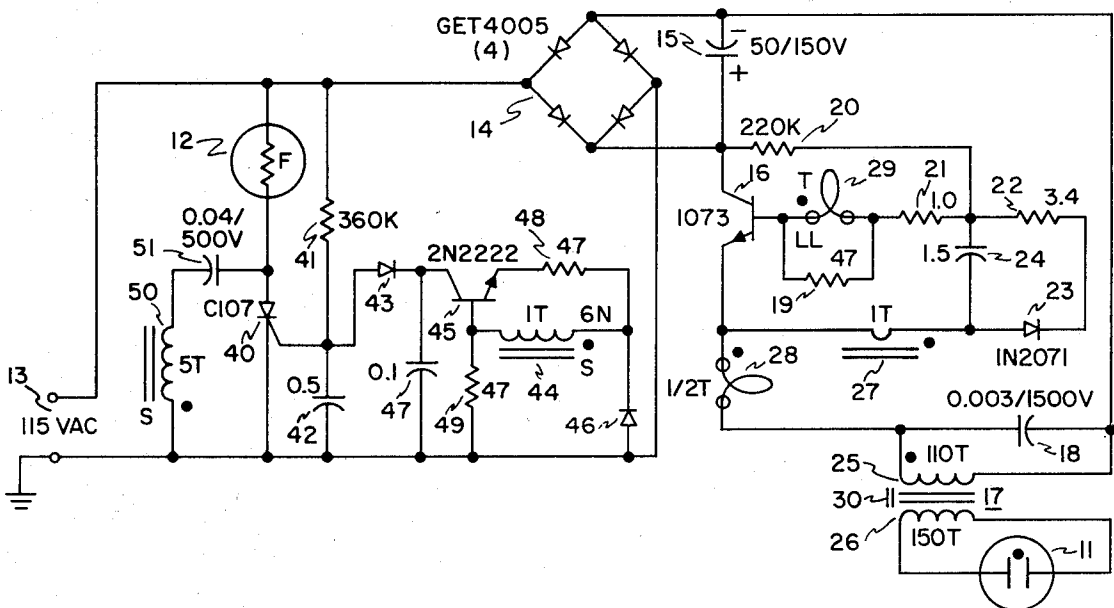 GET4005
(4)
15
−
50/150V
+
14
220K
20
12
F
16
T
29
21
1.0
22
3.4
1073
LL
47
19
1.5
24
23
1N2071
0.04/
500V
51
360K
41
2N2222
48
47
43
45
1T
6N
S
44
50
C107
40
5T
S
0.5
42
0.1
47
47
49
46
13
115 VAC
1T
27
28
1/2T
0.003/1500V
18
25
110T
30
17
26
150T
11